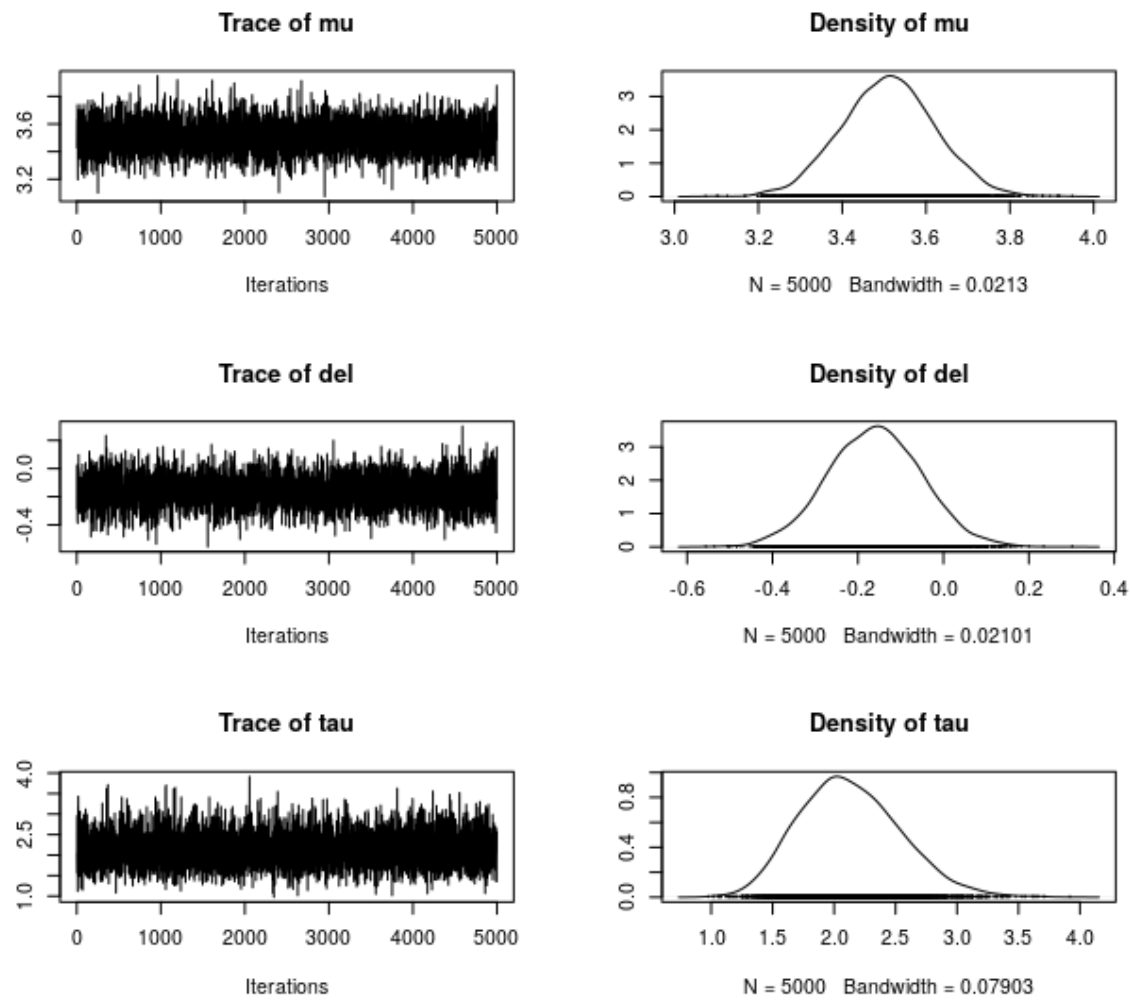 Trace of mu
3.6
3.2
0 1000 2000 3000 4000 5000
Iterations
Density of mu
3
2
1
0
3.0 3.2 3.4 3.6 3.8 4.0
N = 5000 Bandwidth = 0.0213
Trace of del
0.0
-0.4
0 1000 2000 3000 4000 5000
Iterations
Density of del
3
2
1
0
-0.6 -0.4 -0.2 0.0 0.2 0.4
N = 5000 Bandwidth = 0.02101
Trace of tau
4.0
2.5
1.0
0 1000 2000 3000 4000 5000
Iterations
Density of tau
0.8
0.4
0.0
1.0 1.5 2.0 2.5 3.0 3.5 4.0
N = 5000 Bandwidth = 0.07903